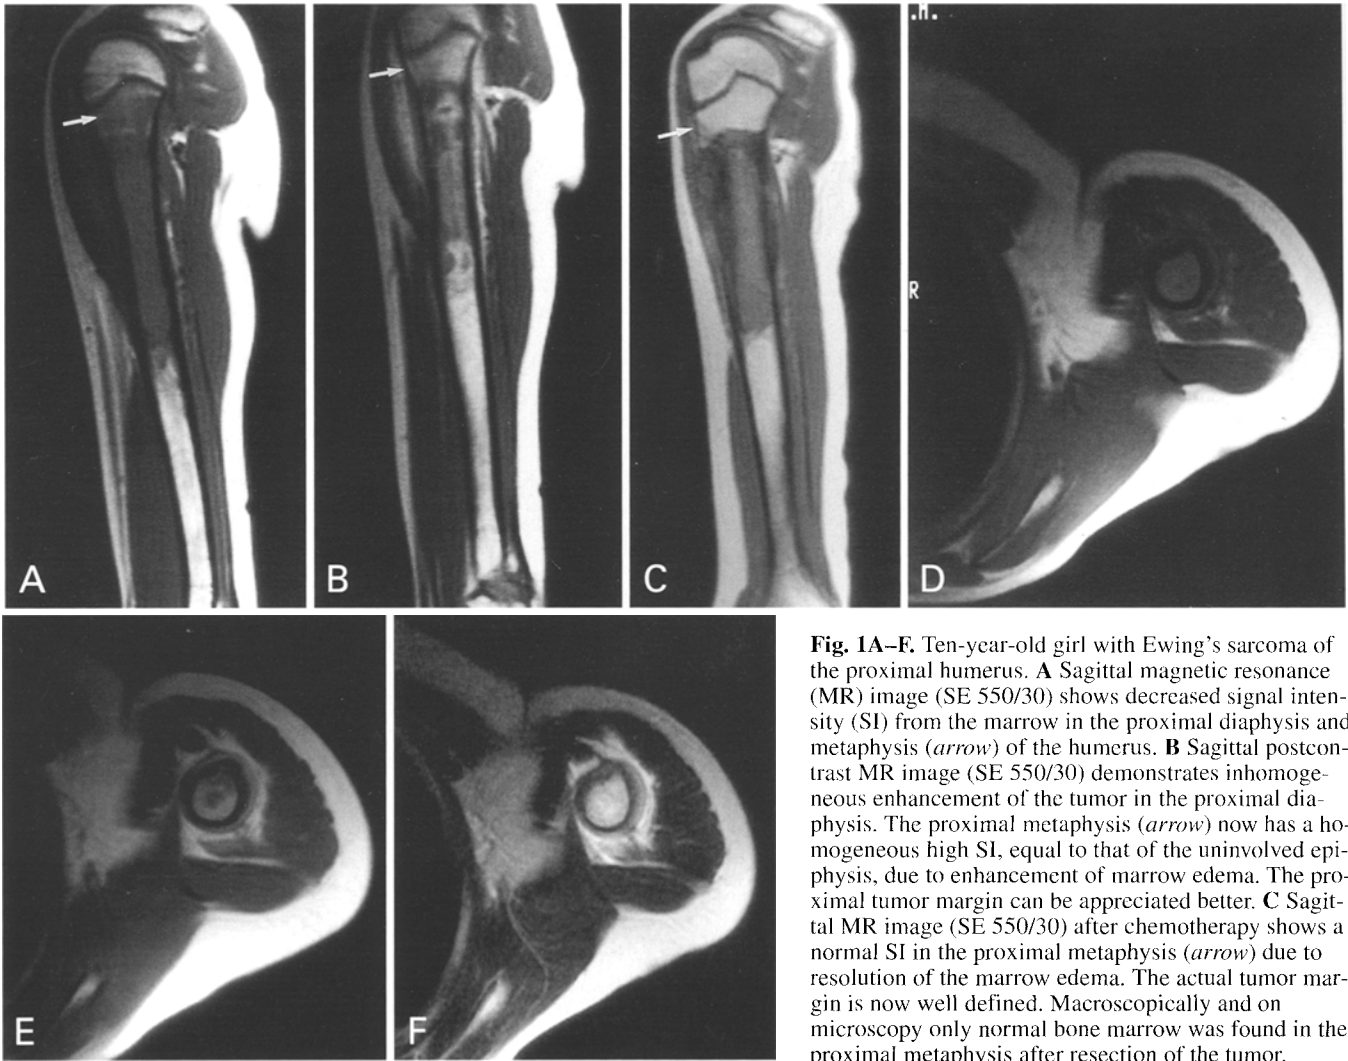 .M.
R
A
B
C
D
E
F
Fig. 1A–F. Ten-year-old girl with Ewing's sarcoma of
the proximal humerus. A Sagittal magnetic resonance
(MR) image (SE 550/30) shows decreased signal inten-
sity (SI) from the marrow in the proximal diaphysis and
metaphysis (arrow) of the humerus. B Sagittal postcon-
trast MR image (SE 550/30) demonstrates inhomoge-
neous enhancement of the tumor in the proximal dia-
physis. The proximal metaphysis (arrow) now has a ho-
mogeneous high SI, equal to that of the uninvolved epi-
physis, due to enhancement of marrow edema. The pro-
ximal tumor margin can be appreciated better. C Sagit-
tal MR image (SE 550/30) after chemotherapy shows a
normal SI in the proximal metaphysis (arrow) due to
resolution of the marrow edema. The actual tumor mar-
gin is now well defined. Macroscopically and on
microscopy only normal bone marrow was found in the
proximal metaphysis after resection of the tumor.